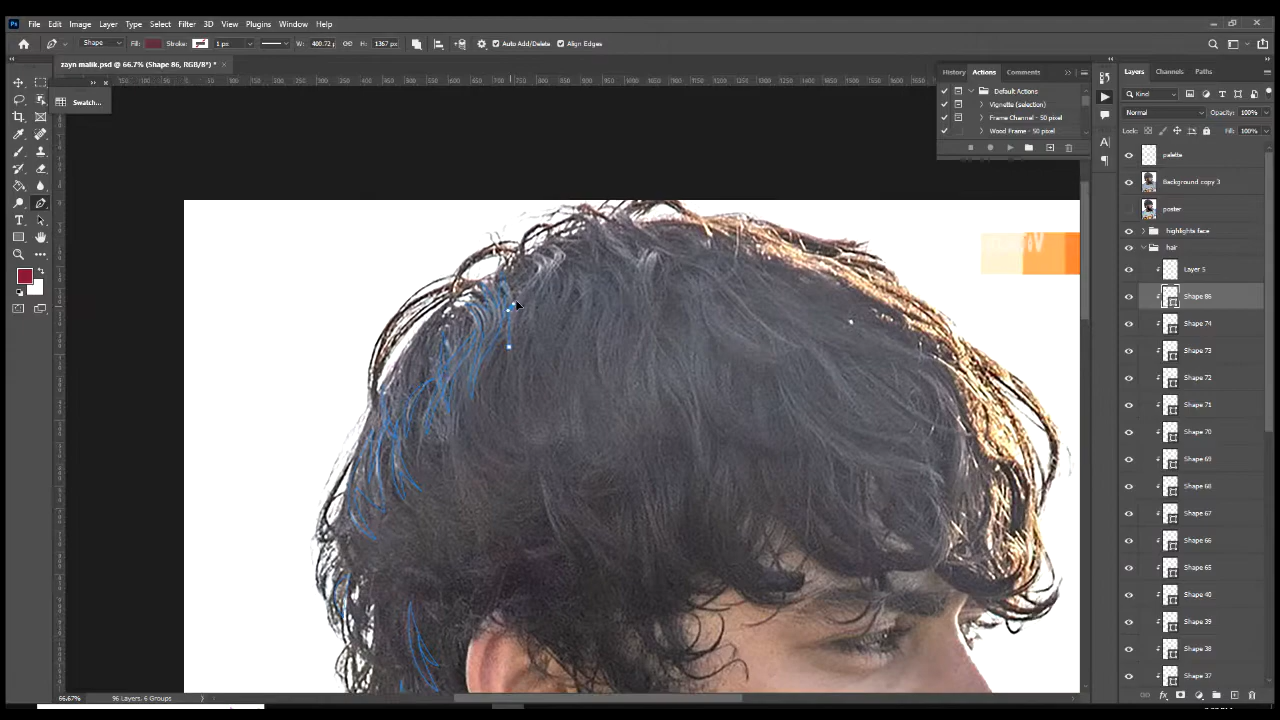 Ps File Edit Image Layer Type Select Filter 3D View Plugins Window Help
Shape Fill: Stroke: 1 px W: 400.72 p H: 1367 px Auto Add/Delete Align Edges
zayn malik.psd @ 66.7% (Shape 86, RGB/8*) * ×
Swatch...
History Actions Comments
Default Actions
Vignette (selection)
Frame Channel - 50 pixel
Wood Frame - 50 pixel
Layers Channels Paths
Kind
Normal Opacity: 100%
Lock: Fill: 100%
palette
Background copy 3
poster
highlights face
hair
Layer 5
Shape 86
Shape 74
Shape 73
Shape 72
Shape 71
Shape 70
Shape 69
Shape 68
Shape 67
Shape 66
Shape 65
Shape 40
Shape 39
Shape 38
Shape 37
66.67% 96 Layers, 6 Groups